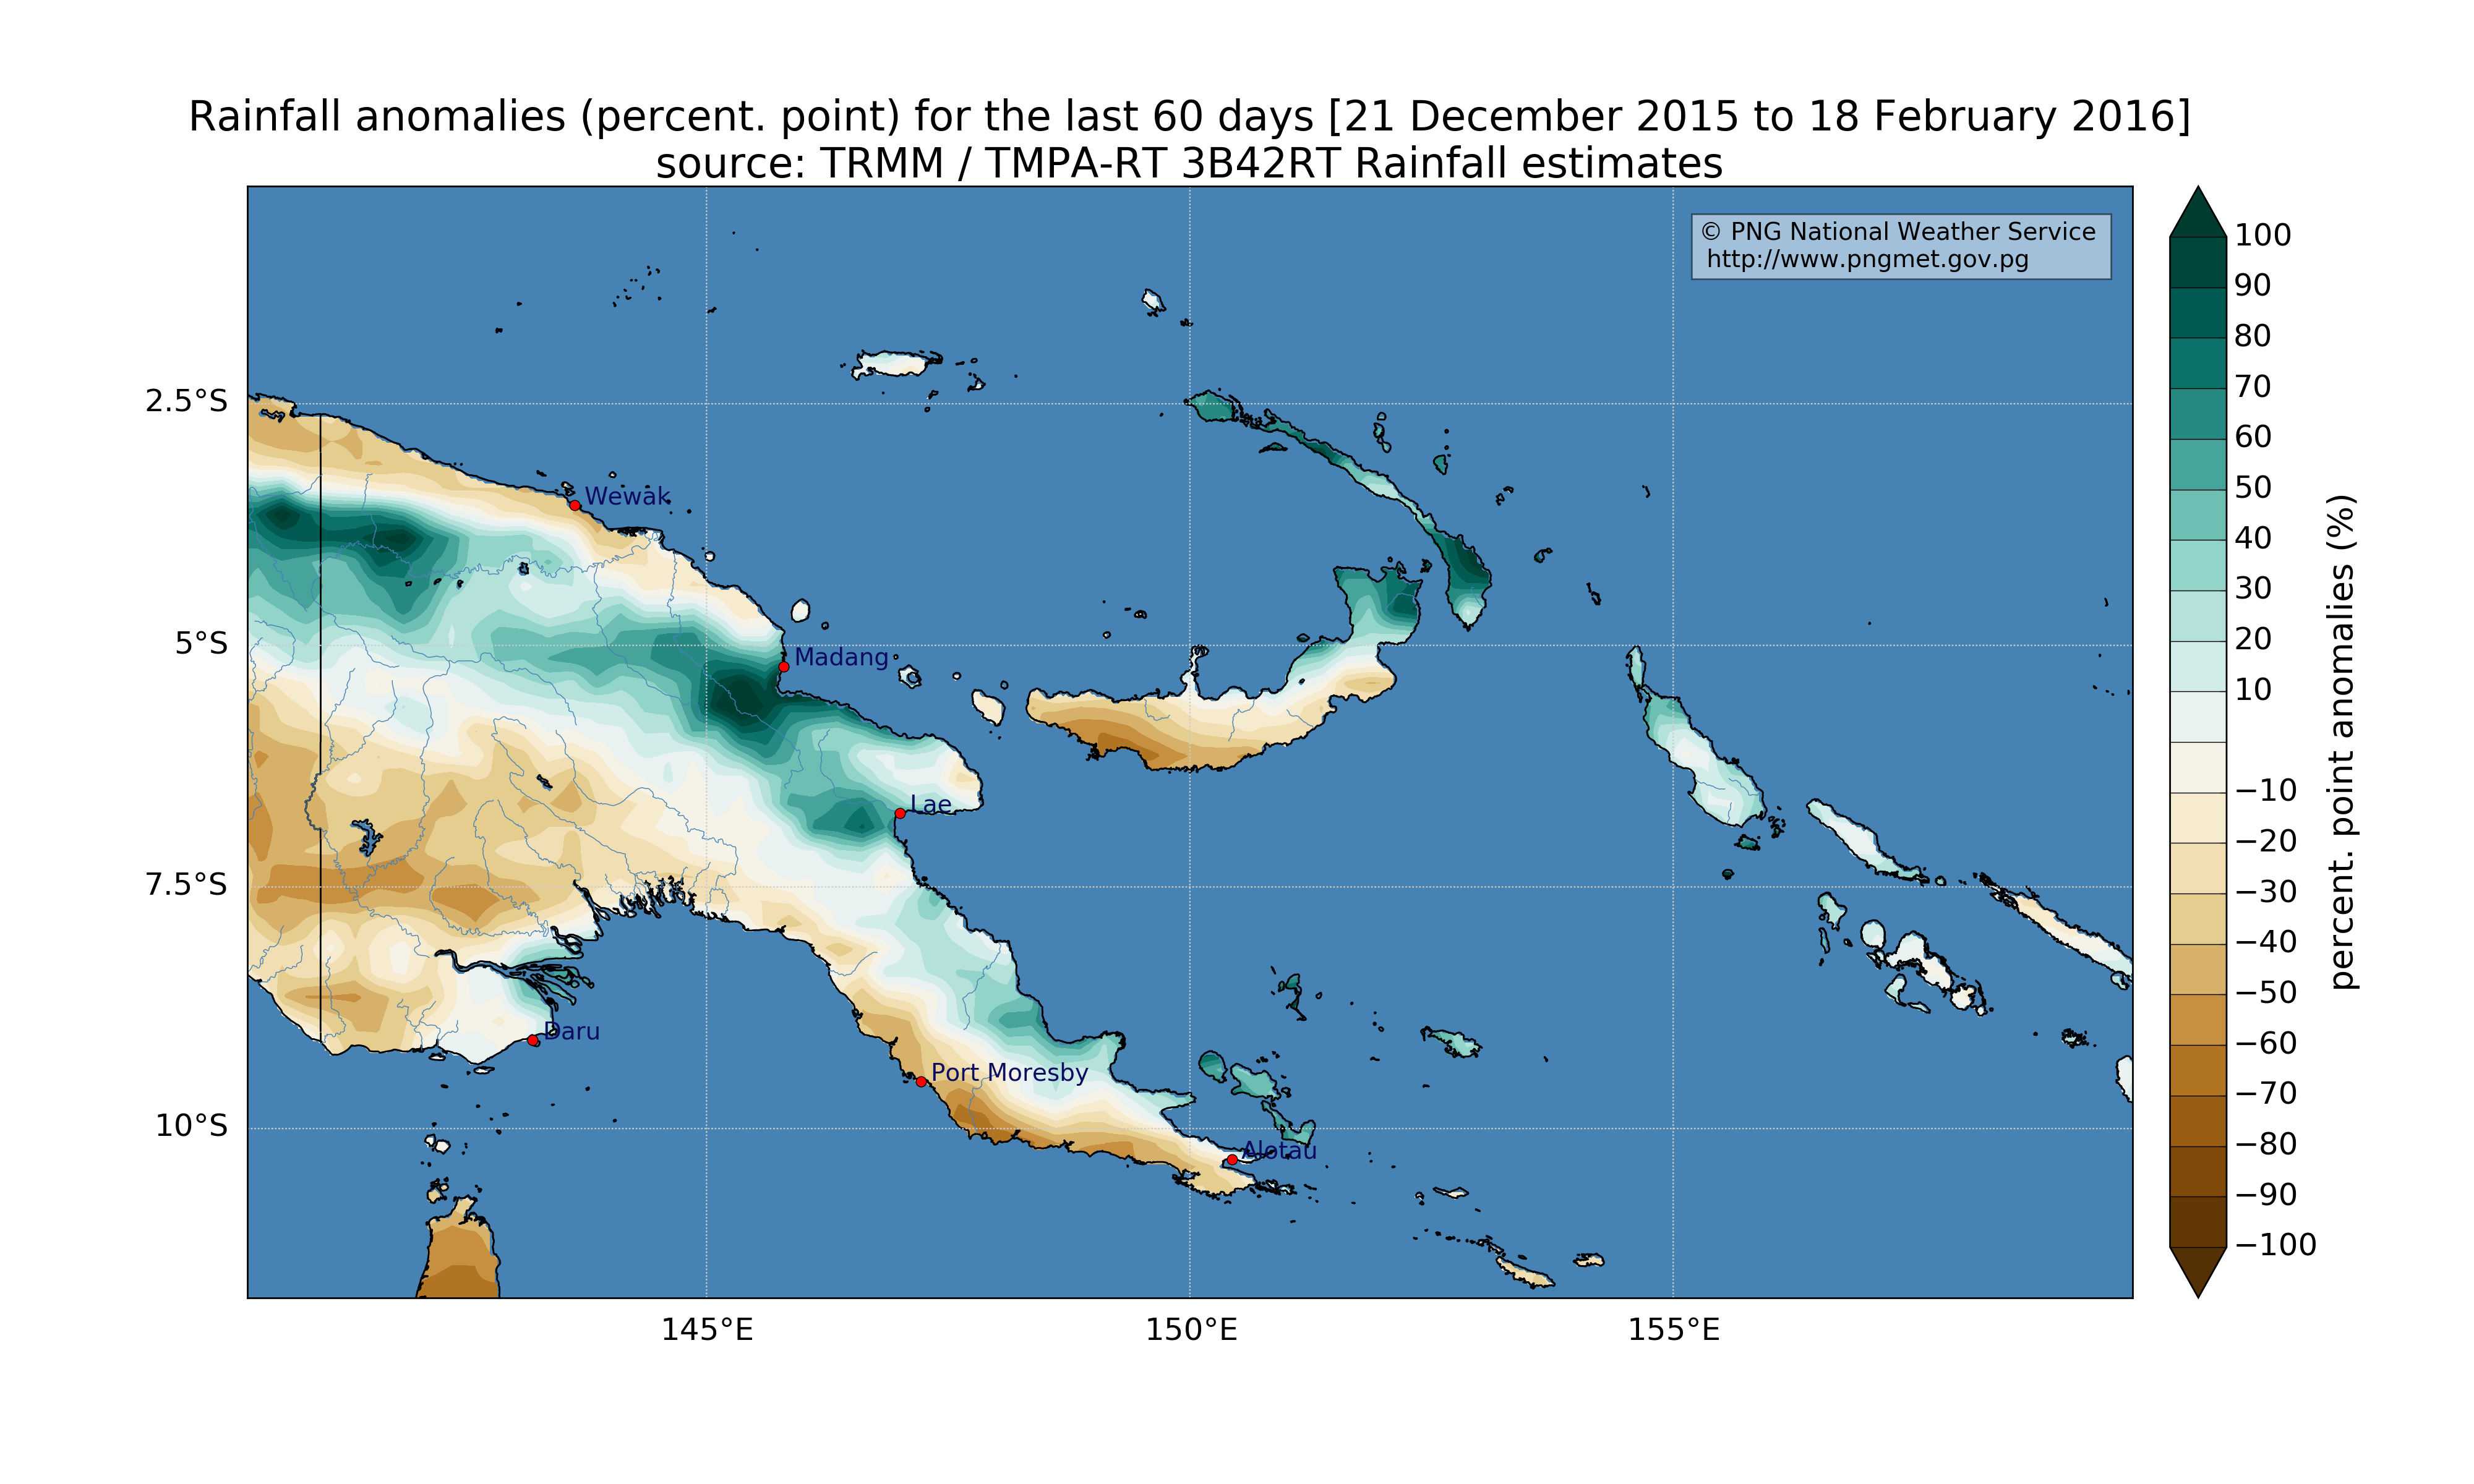 Rainfall anomalies (percent. point) for the last 60 days [21 December 2015 to 18 February 2016]
source: TRMM / TMPA-RT 3B42RT Rainfall estimates
© PNG National Weather Service
http://www.pngmet.gov.pg
2.5°S
5°S
7.5°S
10°S
145°E
150°E
155°E
Wewak
Madang
Lae
Daru
Port Moresby
Alotau
100
90
80
70
60
50
40
30
20
10
−10
−20
−30
−40
−50
−60
−70
−80
−90
−100
percent. point anomalies (%)